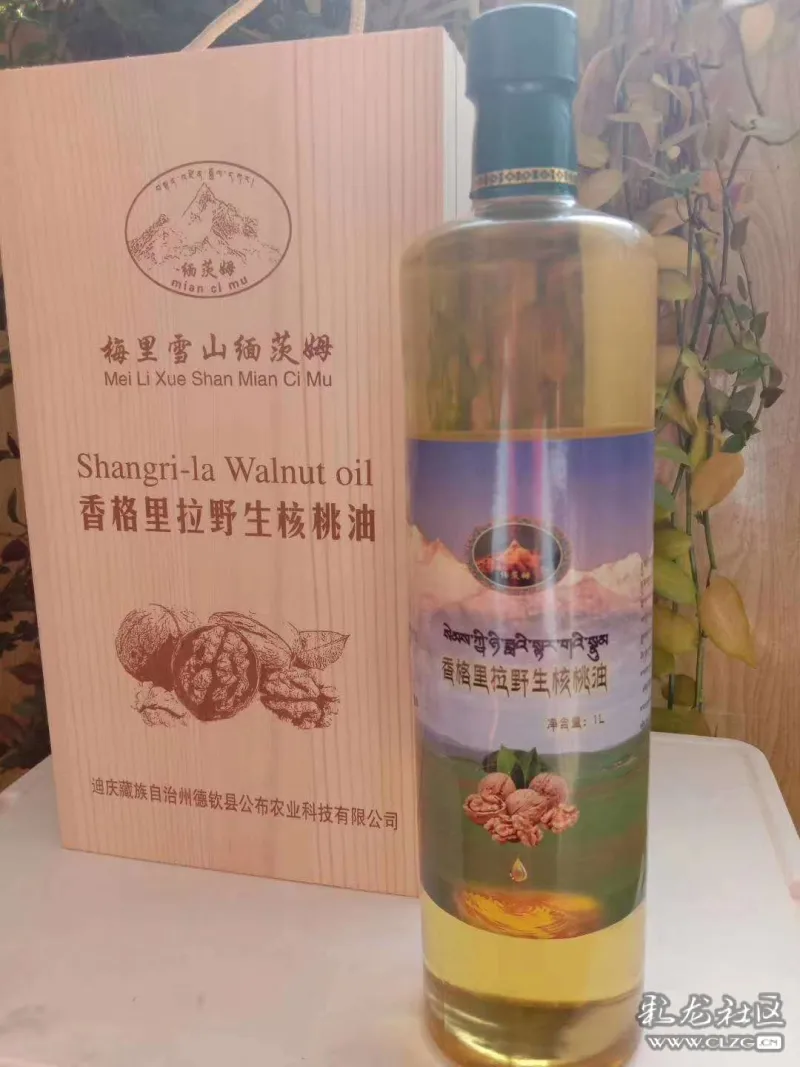 缅茨姆
mian ci mu
梅里雪山缅茨姆
Mei Li Xue Shan Mian Ci Mu
Shangri-la Walnut oil
香格里拉野生核桃油
迪庆藏族自治州德钦县公布农业科技有限公司
缅茨姆
香格里拉野生核桃油
净含量：1L
彩龙社区
www.CLZG.CN